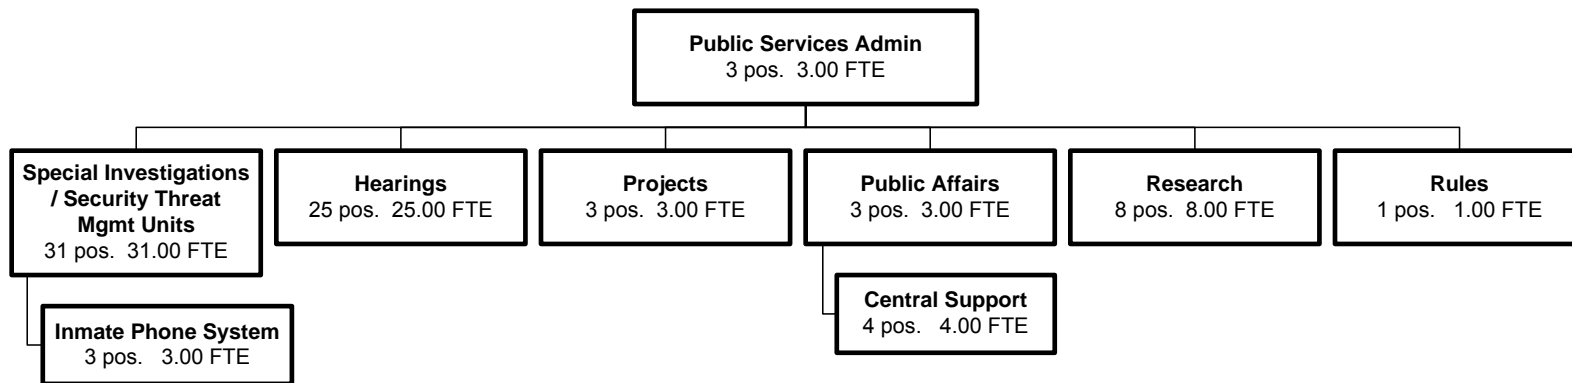 Public Services Admin
3 pos.  3.00 FTE
Special Investigations
/ Security Threat
Mgmt Units
31 pos.  31.00 FTE
Hearings
25 pos.  25.00 FTE
Projects
3 pos.  3.00 FTE
Public Affairs
3 pos.  3.00 FTE
Research
8 pos.  8.00 FTE
Rules
1 pos.   1.00 FTE
Inmate Phone System
3 pos.   3.00 FTE
Central Support
4 pos.   4.00 FTE